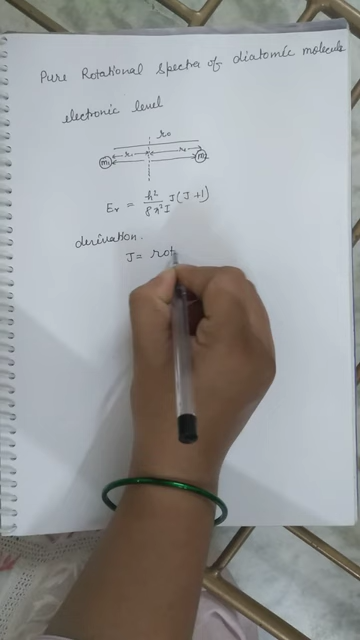 Pure Rotational Spectra of diatomic molecule
electronic level
r₀
m₁ r₁ r₂ m₂
Eᵣ = h²/8π²I J(J+1)
derivation.
J = rot